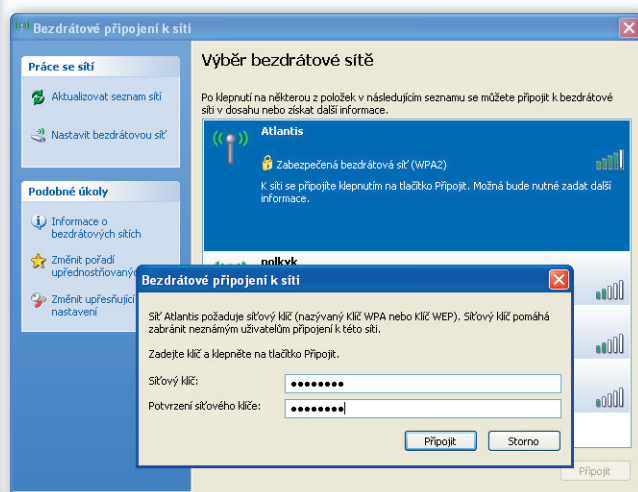 Bezdrátové připojení k síti
Práce se sítí
Aktualizovat seznam sítí
Nastavit bezdrátovou síť
Podobné úkoly
Informace o
bezdrátových sítích
Změnit pořadí
upřednostňovanýc
Změnit upřesňující
nastavení
Výběr bezdrátové sítě
Po klepnutí na některou z položek v následujícím seznamu se můžete připojit k bezdrátové
síti v dosahu nebo získat další informace.
Atlantis
Zabezpečená bezdrátová síť (WPA2)
K síti se připojíte klepnutím na tlačítko Připojit. Možná bude nutné zadat další
informace.
Bezdrátové připojení k síti
Síť Atlantis požaduje síťový klíč (nazývaný Klíč WPA nebo Klíč WEP). Síťový klíč pomáhá
zabránit neznámým uživatelům připojení k této síti.
Zadejte klíč a klepněte na tlačítko Připojit.
Síťový klíč:
••••••••
Potvrzení síťového klíče:
••••••••
Připojit
Storno
Připojit